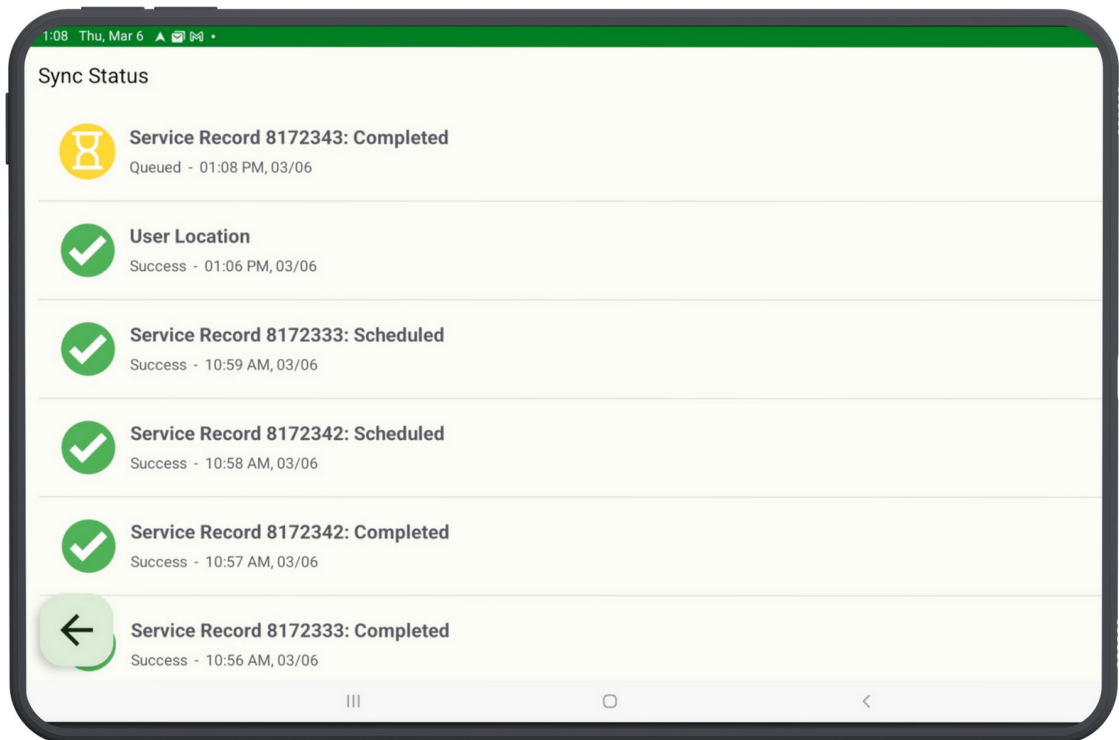 1:08 Thu, Mar 6
Sync Status
Service Record 8172343: Completed
Queued - 01:08 PM, 03/06
User Location
Success - 01:06 PM, 03/06
Service Record 8172333: Scheduled
Success - 10:59 AM, 03/06
Service Record 8172342: Scheduled
Success - 10:58 AM, 03/06
Service Record 8172342: Completed
Success - 10:57 AM, 03/06
Service Record 8172333: Completed
Success - 10:56 AM, 03/06